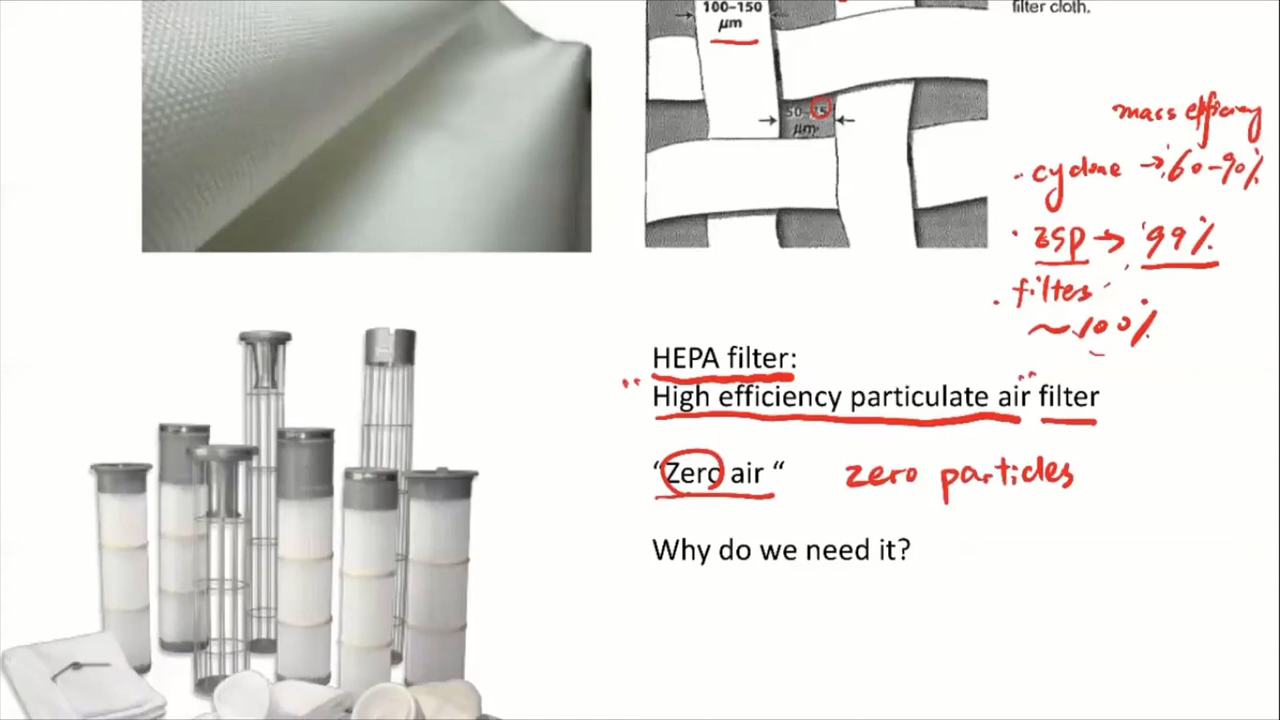 100–150
μm
filter cloth.
50–75
μm
mass efficiency
· cyclone → 60–90%
· ESP → 99%
· filter
~100%
HEPA filter:
High efficiency particulate air filter
“Zero air “ zero particles
Why do we need it?